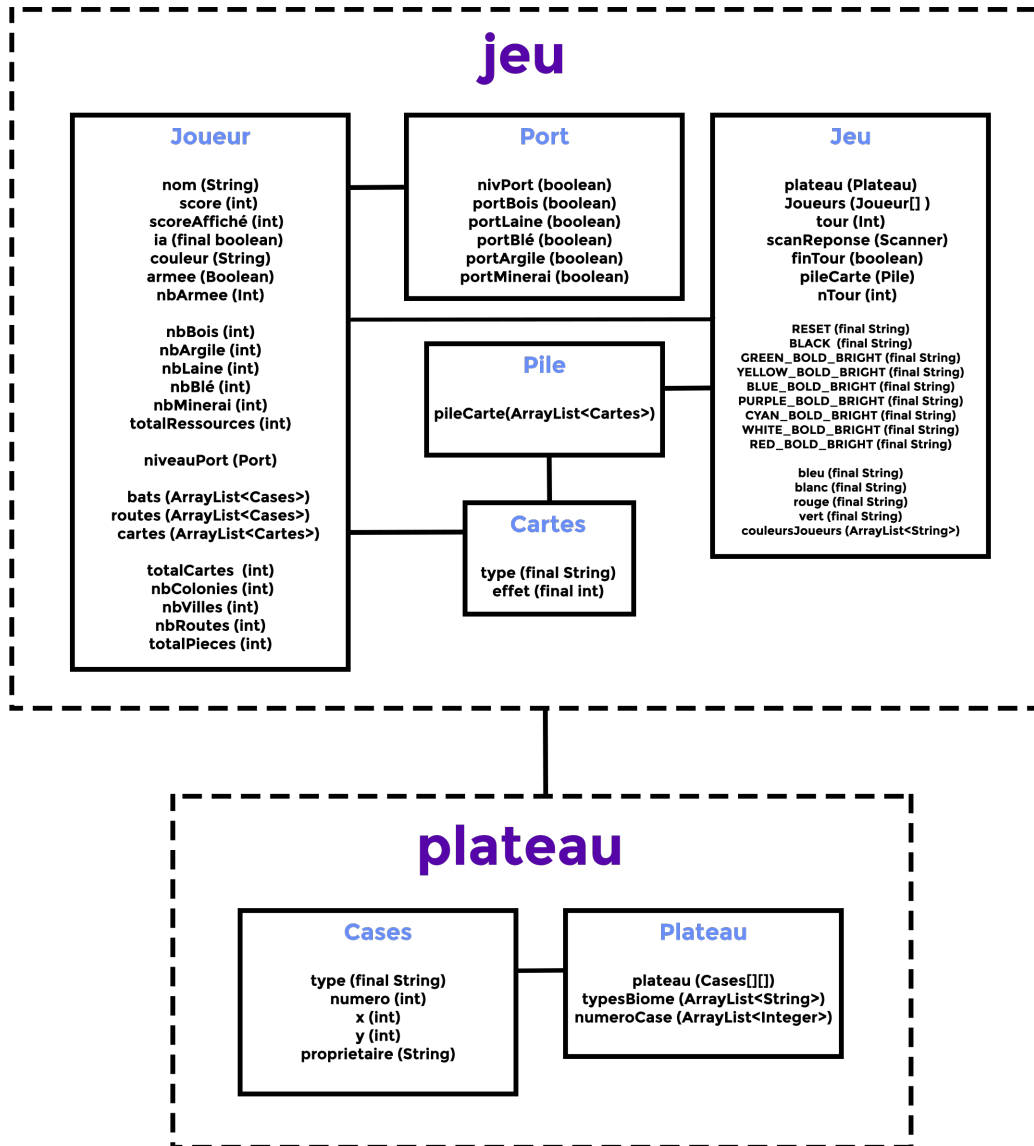 jeu
Joueur
nom (String)
score (int)
scoreAffiché (int)
ia (final boolean)
couleur (String)
armee (Boolean)
nbArmee (Int)
nbBois (int)
nbArgile (int)
nbLaine (int)
nbBlé (int)
nbMinerai (int)
totalRessources (int)
niveauPort (Port)
bats (ArrayList<Cases>)
routes (ArrayList<Cases>)
cartes (ArrayList<Cartes>)
totalCartes (int)
nbColonies (int)
nbVilles (int)
nbRoutes (int)
totalPieces (int)
Port
nivPort (boolean)
portBois (boolean)
portLaine (boolean)
portBlé (boolean)
portArgile (boolean)
portMinerai (boolean)
Pile
pileCarte(ArrayList<Cartes>)
Cartes
type (final String)
effet (final int)
Jeu
plateau (Plateau)
Joueurs (Joueur[] )
tour (Int)
scanReponse (Scanner)
finTour (boolean)
pileCarte (Pile)
nTour (int)
RESET (final String)
BLACK (final String)
GREEN_BOLD_BRIGHT (final String)
YELLOW_BOLD_BRIGHT (final String)
BLUE_BOLD_BRIGHT (final String)
PURPLE_BOLD_BRIGHT (final String)
CYAN_BOLD_BRIGHT (final String)
WHITE_BOLD_BRIGHT (final String)
RED_BOLD_BRIGHT (final String)
bleu (final String)
blanc (final String)
rouge (final String)
vert (final String)
couleursJoueurs (ArrayList<String>)
plateau
Cases
type (final String)
numero (int)
x (int)
y (int)
proprietaire (String)
Plateau
plateau (Cases[][])
typesBiome (ArrayList<String>)
numeroCase (ArrayList<Integer>)